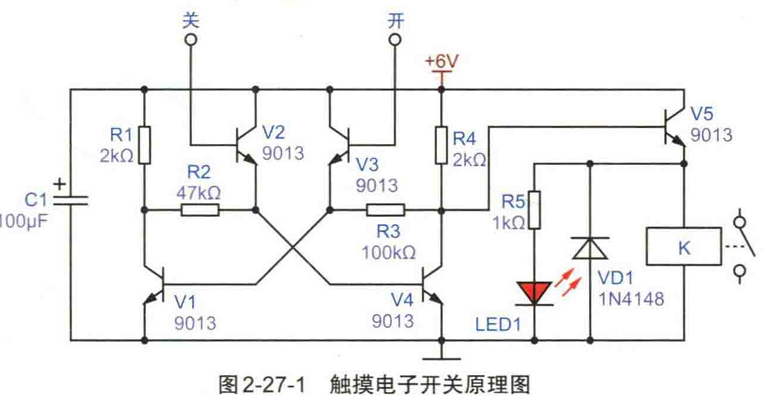 关
开
+6V
R1
2kΩ
V2
9013
V3
9013
R4
2kΩ
V5
9013
R2
47kΩ
C1
+
100μF
R3
100kΩ
R5
1kΩ
K
V1
9013
V4
9013
LED1
VD1
1N4148
图2-27-1 触摸电子开关原理图